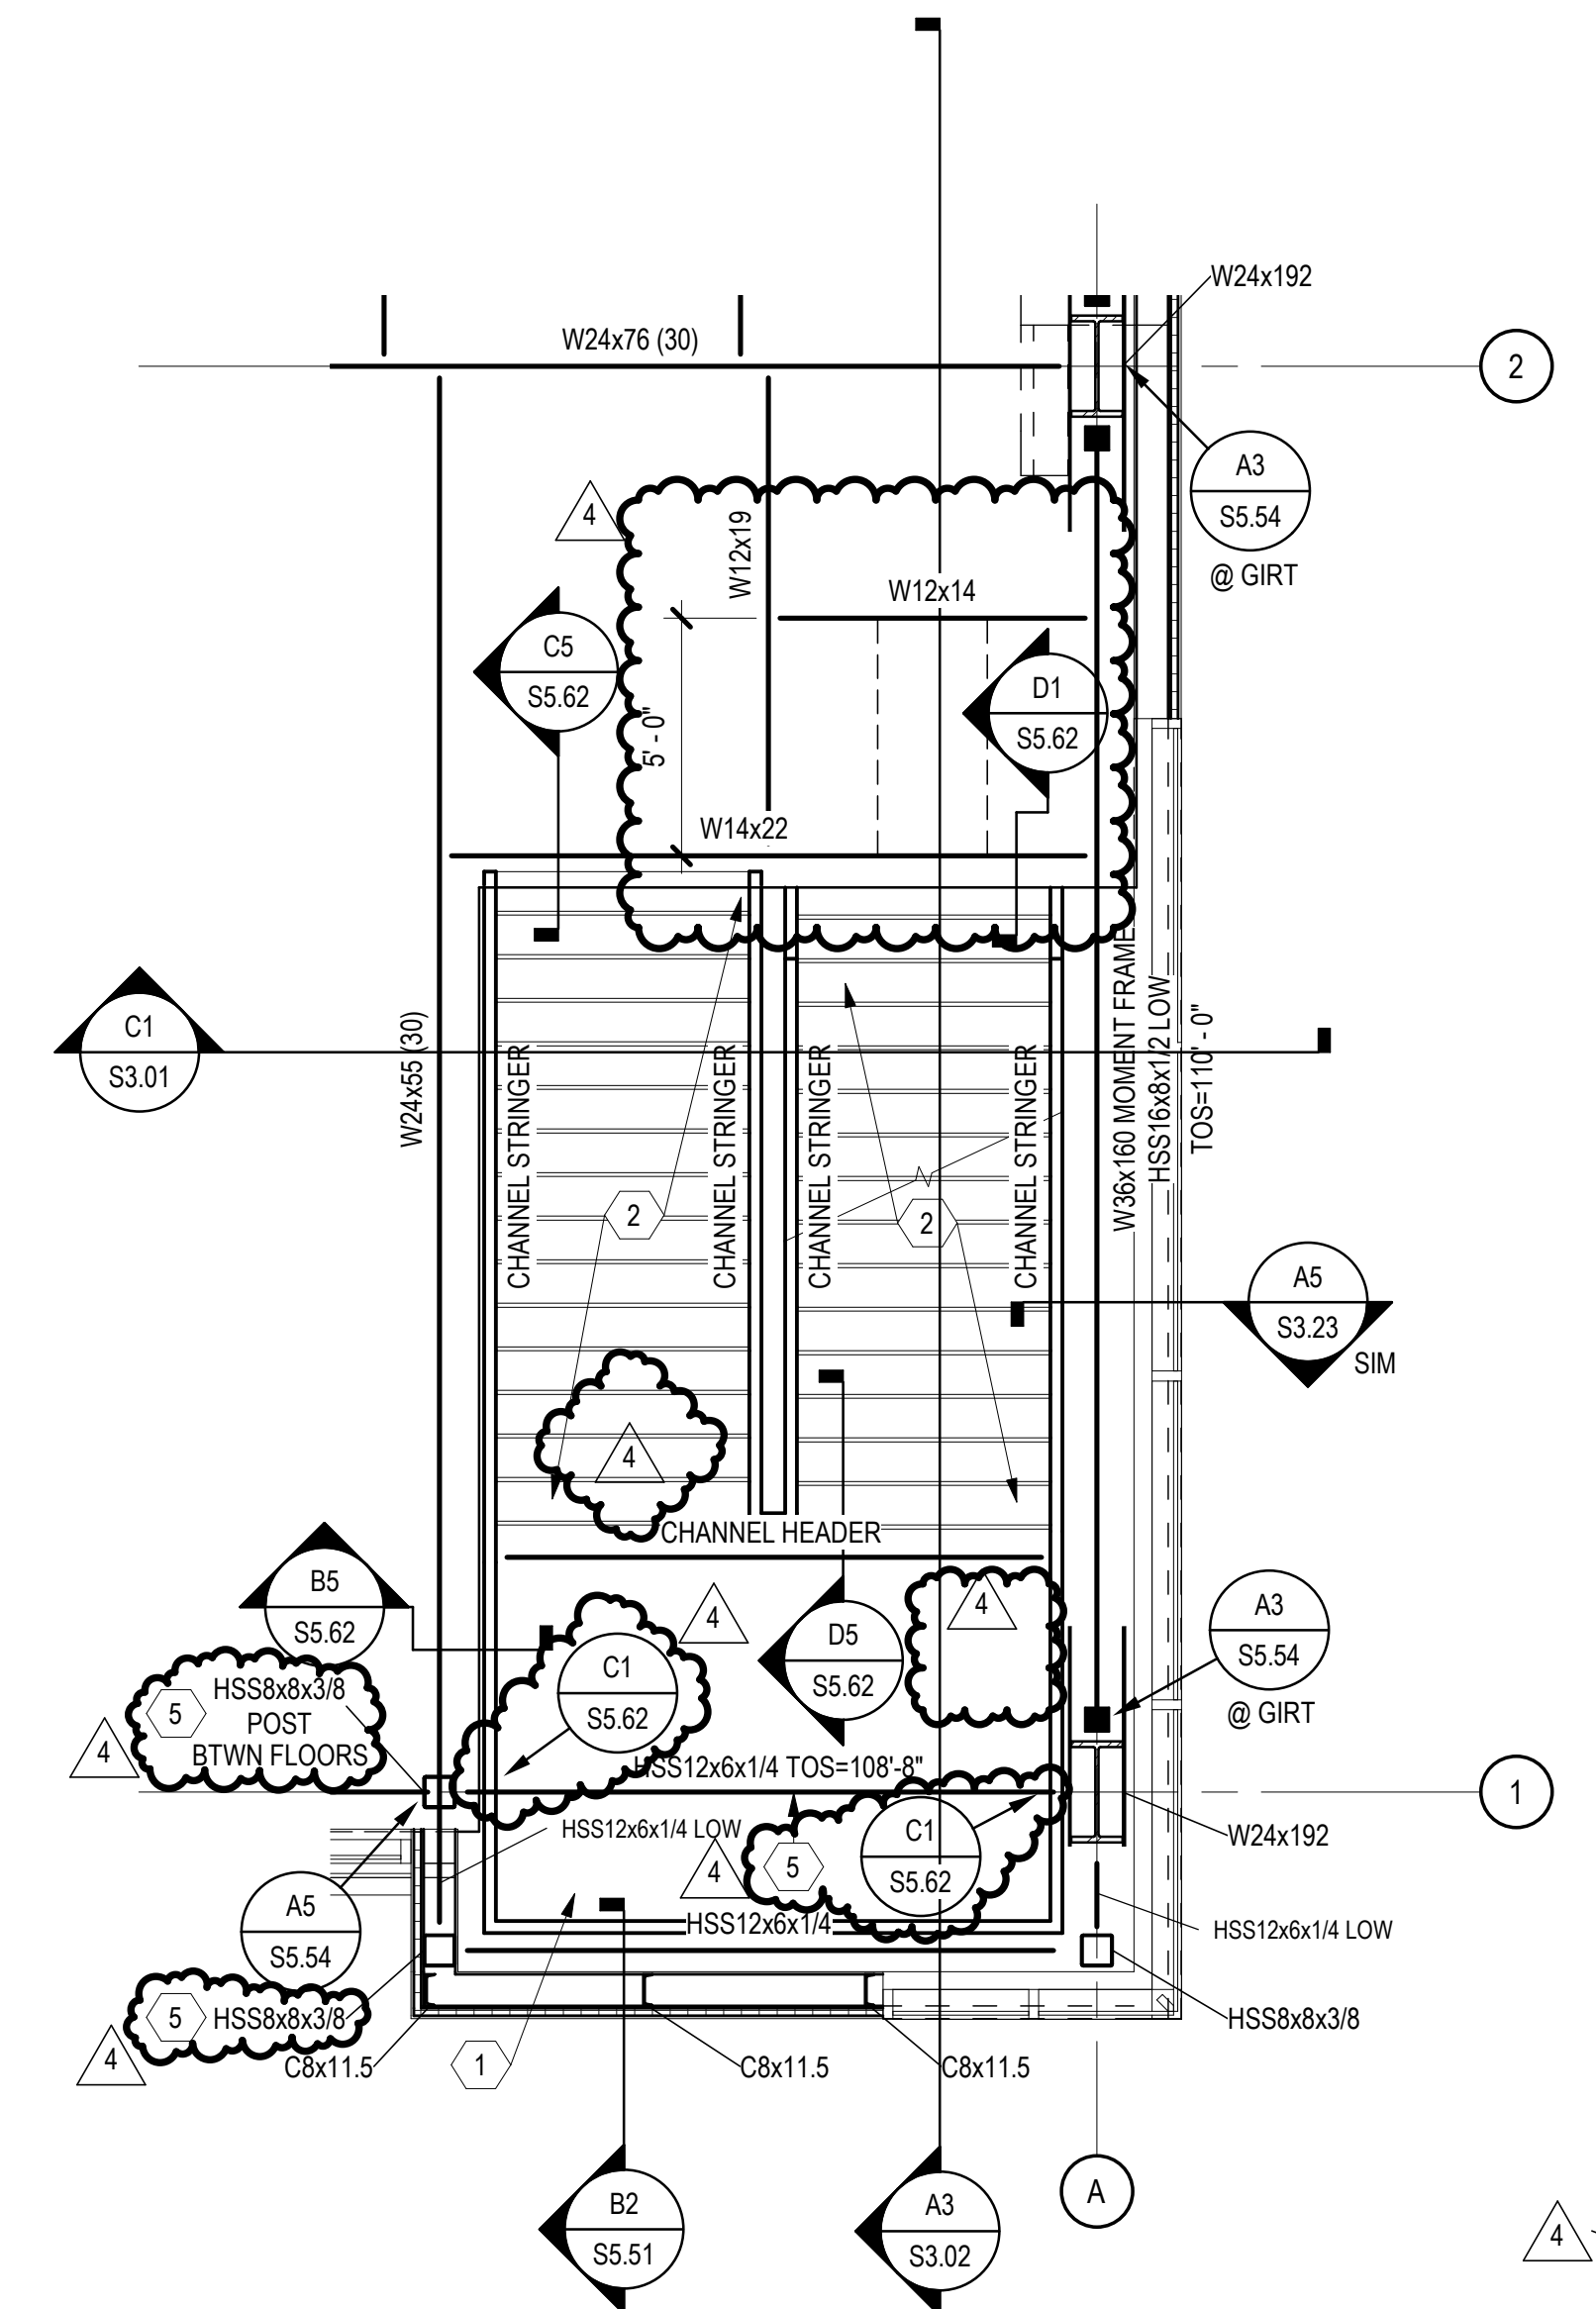 W24x192
W24x76 (30)
2
A3
S5.54
@ GIRT
4
W12x19
W12x14
C5
S5.62
D1
S5.62
5' - 0"
W14x22
C1
S3.01
W24x55 (30)
CHANNEL STRINGER
CHANNEL STRINGER
CHANNEL STRINGER
CHANNEL STRINGER
W36x160 MOMENT FRAME
HSS16x8x1/2 LOW
TOS=110' - 0"
2
2
A5
S3.23
SIM
4
CHANNEL HEADER
B5
S5.62
4
4
C1
S5.62
D5
S5.62
A3
S5.54
@ GIRT
5
HSS8x8x3/8
POST
BTWN FLOORS
4
HSS12x6x1/4 TOS=108'-8"
1
HSS12x6x1/4 LOW
W24x192
4
5
C1
S5.62
A5
S5.54
HSS12x6x1/4
HSS12x6x1/4 LOW
5
HSS8x8x3/8
HSS8x8x3/8
4
C8x11.5
1
C8x11.5
C8x11.5
B2
S5.51
A3
S3.02
A
4